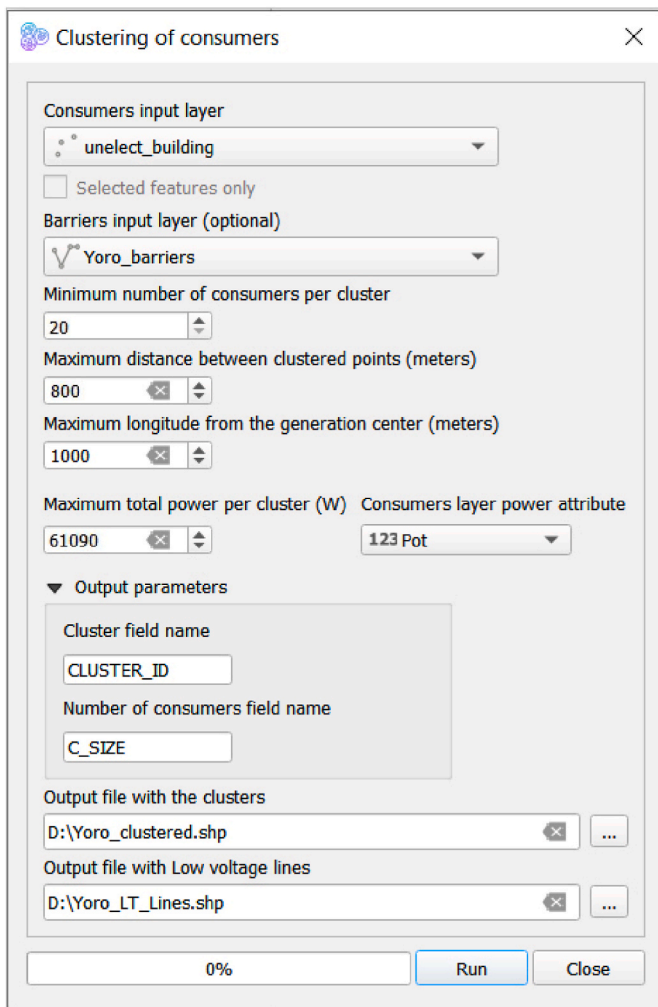 Clustering of consumers
Consumers input layer
unelect_building
Selected features only
Barriers input layer (optional)
Yoro_barriers
Minimum number of consumers per cluster
20
Maximum distance between clustered points (meters)
800
Maximum longitude from the generation center (meters)
1000
Maximum total power per cluster (W) Consumers layer power attribute
61090 123 Pot
Output parameters
Cluster field name
CLUSTER_ID
Number of consumers field name
C_SIZE
Output file with the clusters
D:\Yoro_clustered.shp ...
Output file with Low voltage lines
D:\Yoro_LT_Lines.shp ...
0% Run Close